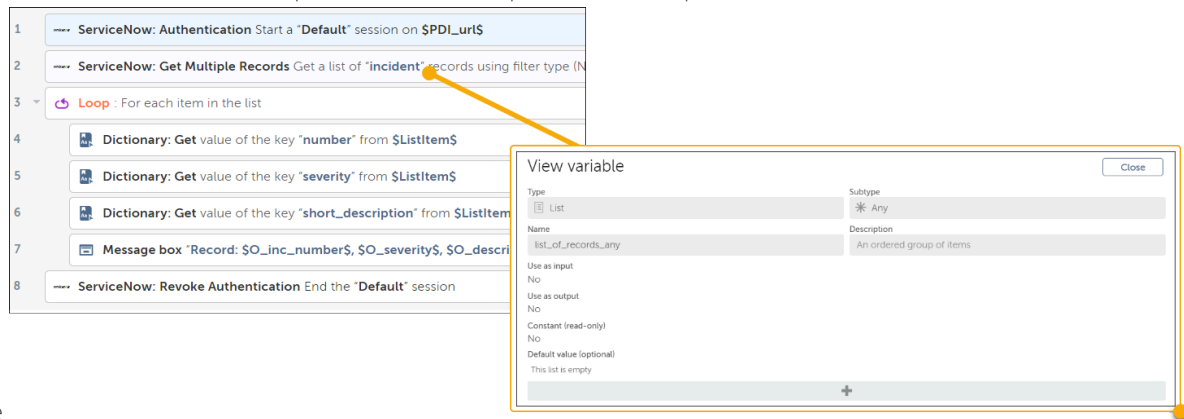 1 ServiceNow: Authentication Start a "Default" session on $PDI_url$
2 ServiceNow: Get Multiple Records Get a list of "incident" records using filter type (N
3 Loop : For each item in the list
4 Dictionary: Get value of the key "number" from $ListItem$
5 Dictionary: Get value of the key "severity" from $ListItem$
6 Dictionary: Get value of the key "short_description" from $ListItem
7 Message box "Record: $O_inc_number$, $O_severity$, $O_descri
8 ServiceNow: Revoke Authentication End the "Default" session
View variable
Close
Type
Subtype
List
Any
Name
Description
list_of_records_any
An ordered group of items
Use as input
No
Use as output
No
Constant (read-only)
No
Default value (optional)
This list is empty